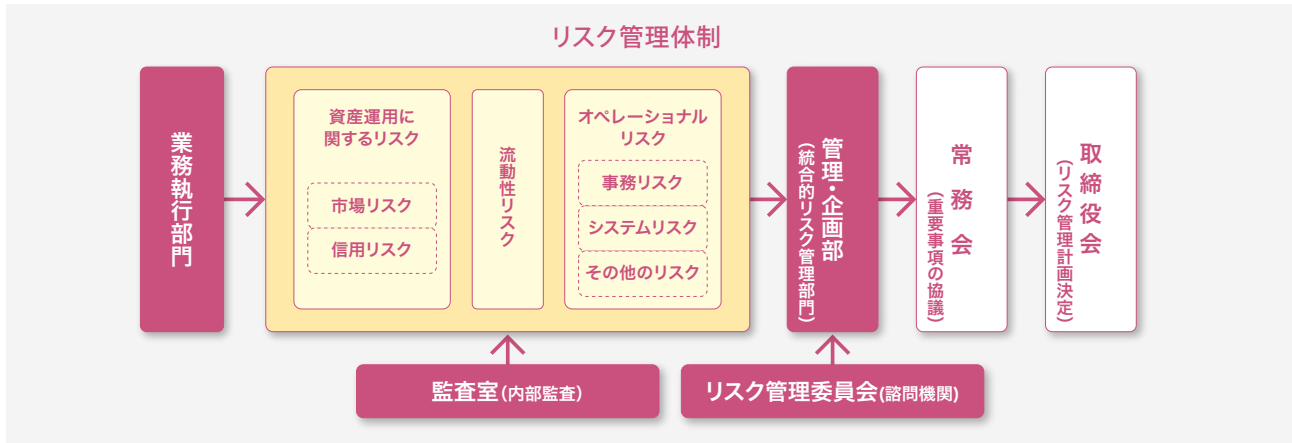 リスク管理体制
業務執行部門
資産運用に
関するリスク
市場リスク
信用リスク
流動性リスク
オペレーショナル
リスク
事務リスク
システムリスク
その他のリスク
管理・企画部
(統合的リスク管理部門)
常務会
(重要事項の協議)
取締役会
(リスク管理計画決定)
監査室(内部監査)
リスク管理委員会(諮問機関)